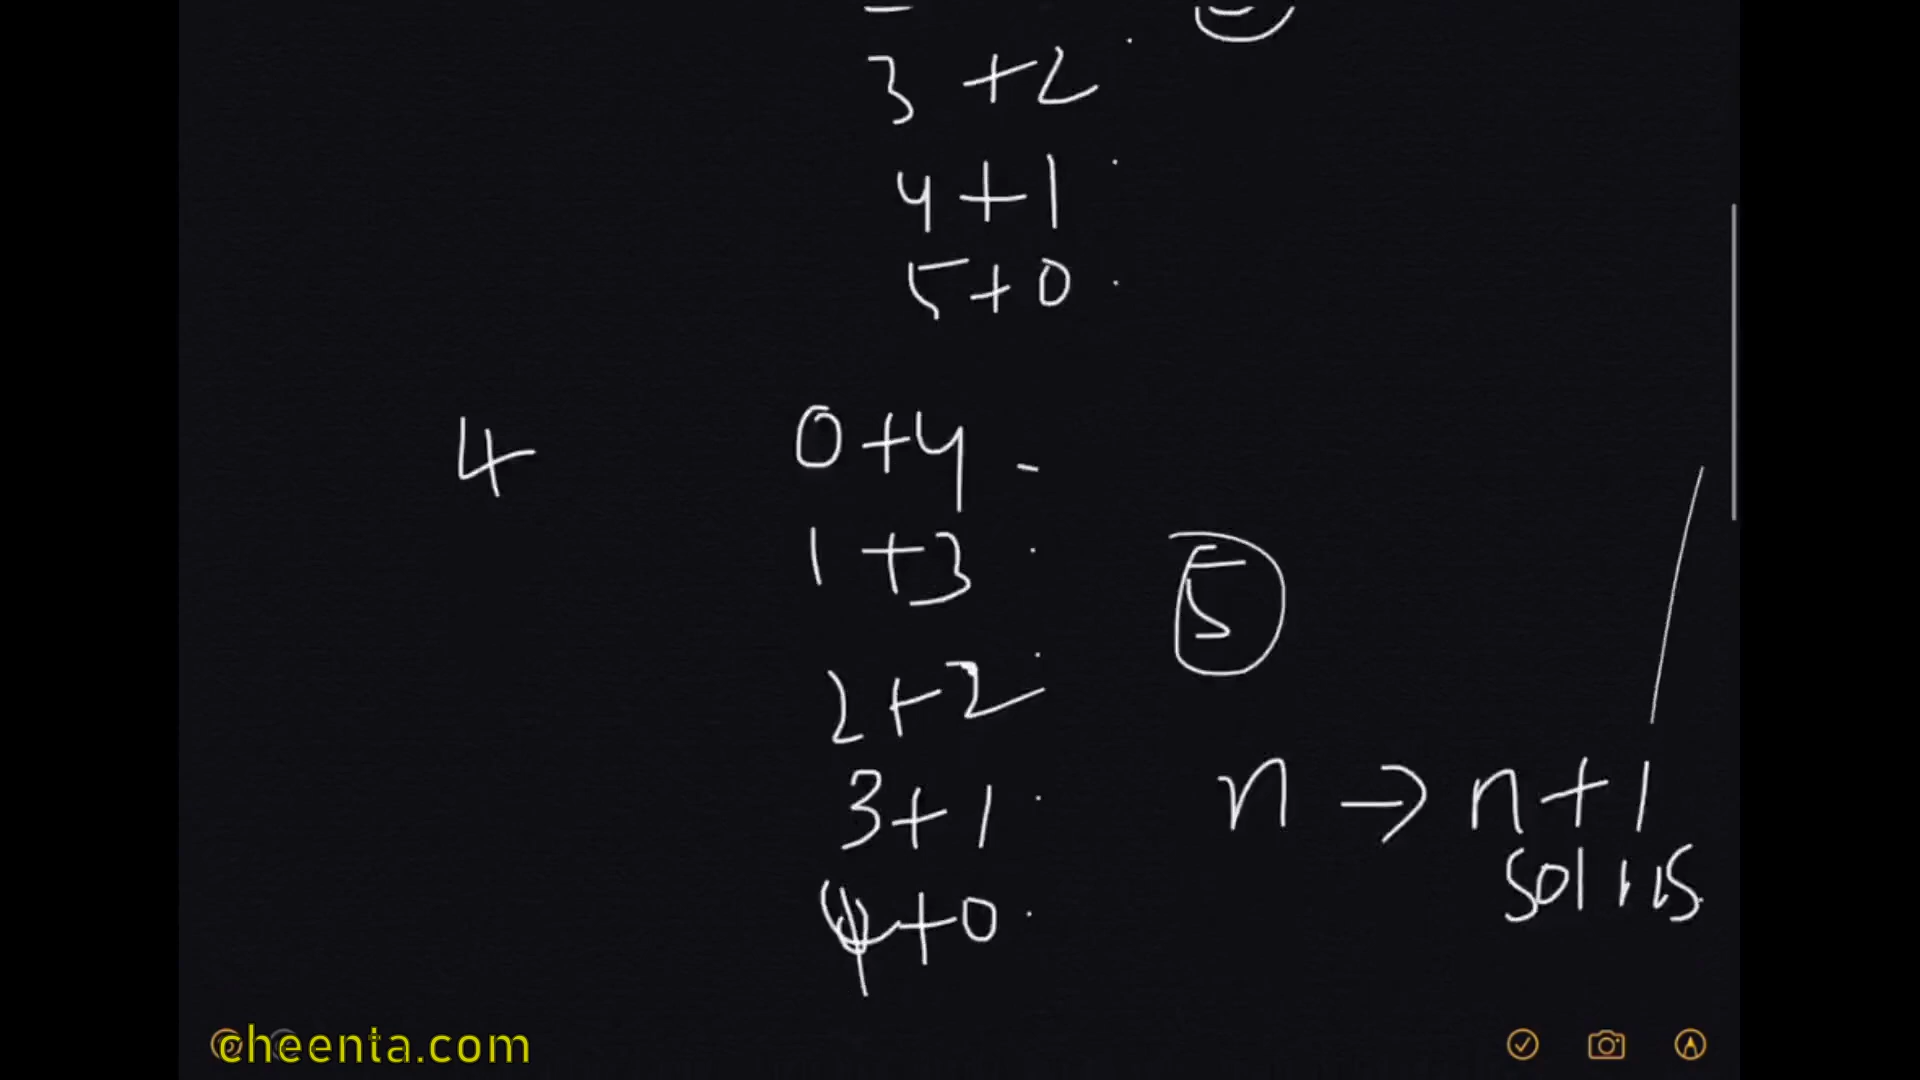 3 + 2
4 + 1
5 + 0
4
0 + 4
1 + 3
5
2 + 2
3 + 1
n → n + 1
solns
4 + 0
cheenta.com